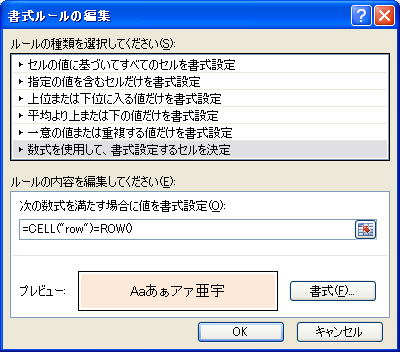 書式ルールの編集
ルールの種類を選択してください(S):
► セルの値に基づいてすべてのセルを書式設定
► 指定の値を含むセルだけを書式設定
► 上位または下位に入る値だけを書式設定
► 平均より上または下の値だけを書式設定
► 一意の値または重複する値だけを書式設定
► 数式を使用して、書式設定するセルを決定
ルールの内容を編集してください(E):
次の数式を満たす場合に値を書式設定(O):
=CELL("row")=ROW()
プレビュー: Aaあぁアァ亜宇 書式(F)...
OK キャンセル